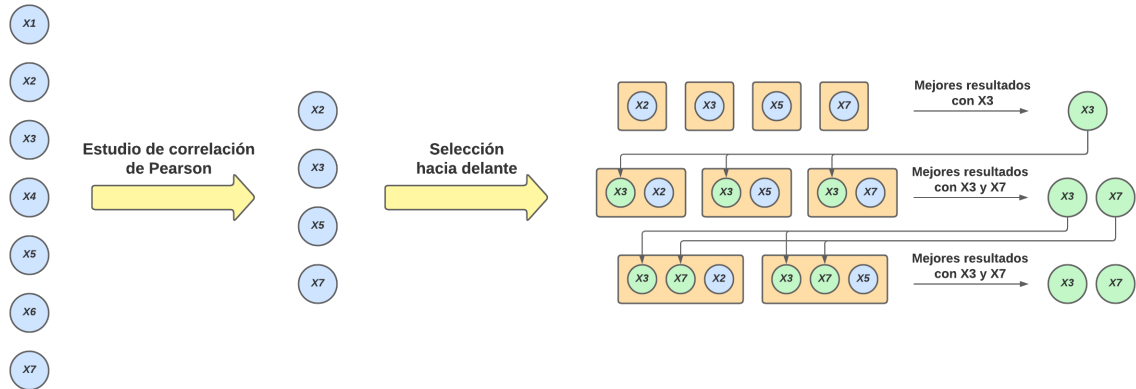 X1
X2
X3
X4
X5
X6
X7
Estudio de correlación
de Pearson
X2
X3
X5
X7
Selección
hacia delante
X2 X3 X5 X7
Mejores resultados
con X3
X3
X3 X2 X3 X5 X3 X7
Mejores resultados
con X3 y X7
X3 X7
X3 X7 X2 X3 X7 X5
Mejores resultados
con X3 y X7
X3 X7